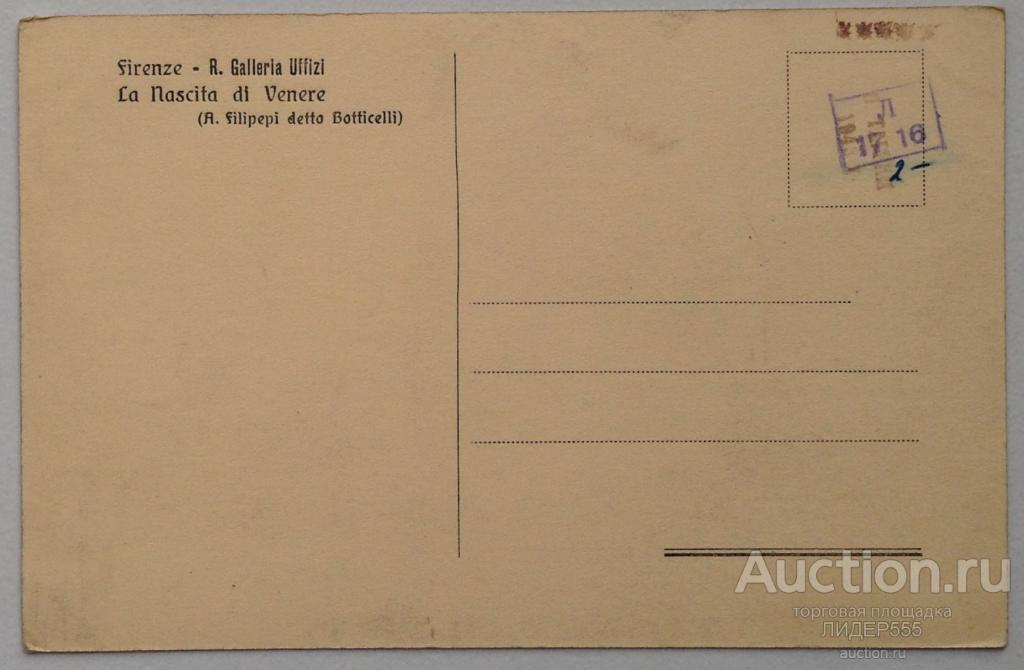 Firenze - R. Galleria Uffizi
La Nascita di Venere
(A. Filipepi detto Botticelli)
Л
17 16
2-
Auction.ru
торговая площадка
ЛИДЕР555
auction.ru